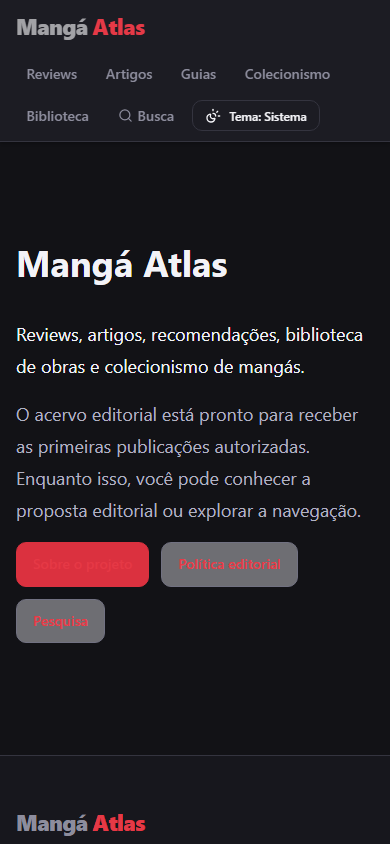 Mangá Atlas
Reviews Artigos Guias Colecionismo
Biblioteca Busca Tema: Sistema
Mangá Atlas
Reviews, artigos, recomendações, biblioteca
de obras e colecionismo de mangás.
O acervo editorial está pronto para receber
as primeiras publicações autorizadas.
Enquanto isso, você pode conhecer a
proposta editorial ou explorar a navegação.
Sobre o projeto Política editorial
Pesquisa
Mangá Atlas